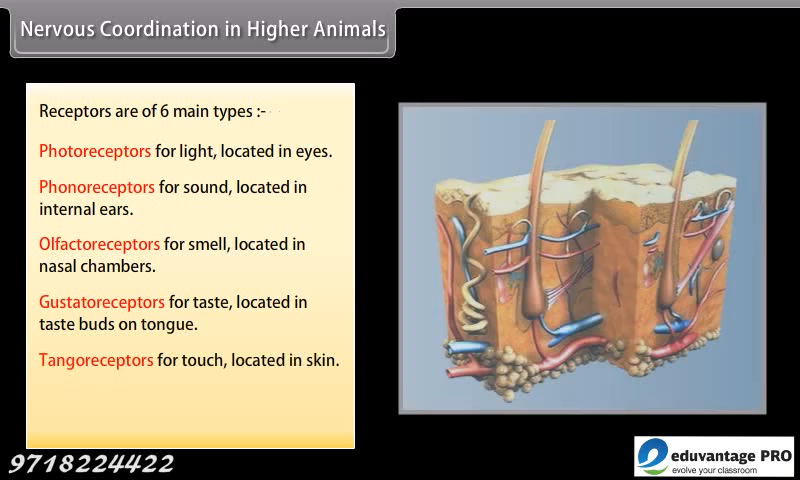 Nervous Coordination in Higher Animals
Receptors are of 6 main types :-
Photoreceptors for light, located in eyes.
Phonoreceptors for sound, located in
internal ears.
Olfactoreceptors for smell, located in
nasal chambers.
Gustatoreceptors for taste, located in
taste buds on tongue.
Tangoreceptors for touch, located in skin.
9718224422
eduvantage PRO
evolve your classroom